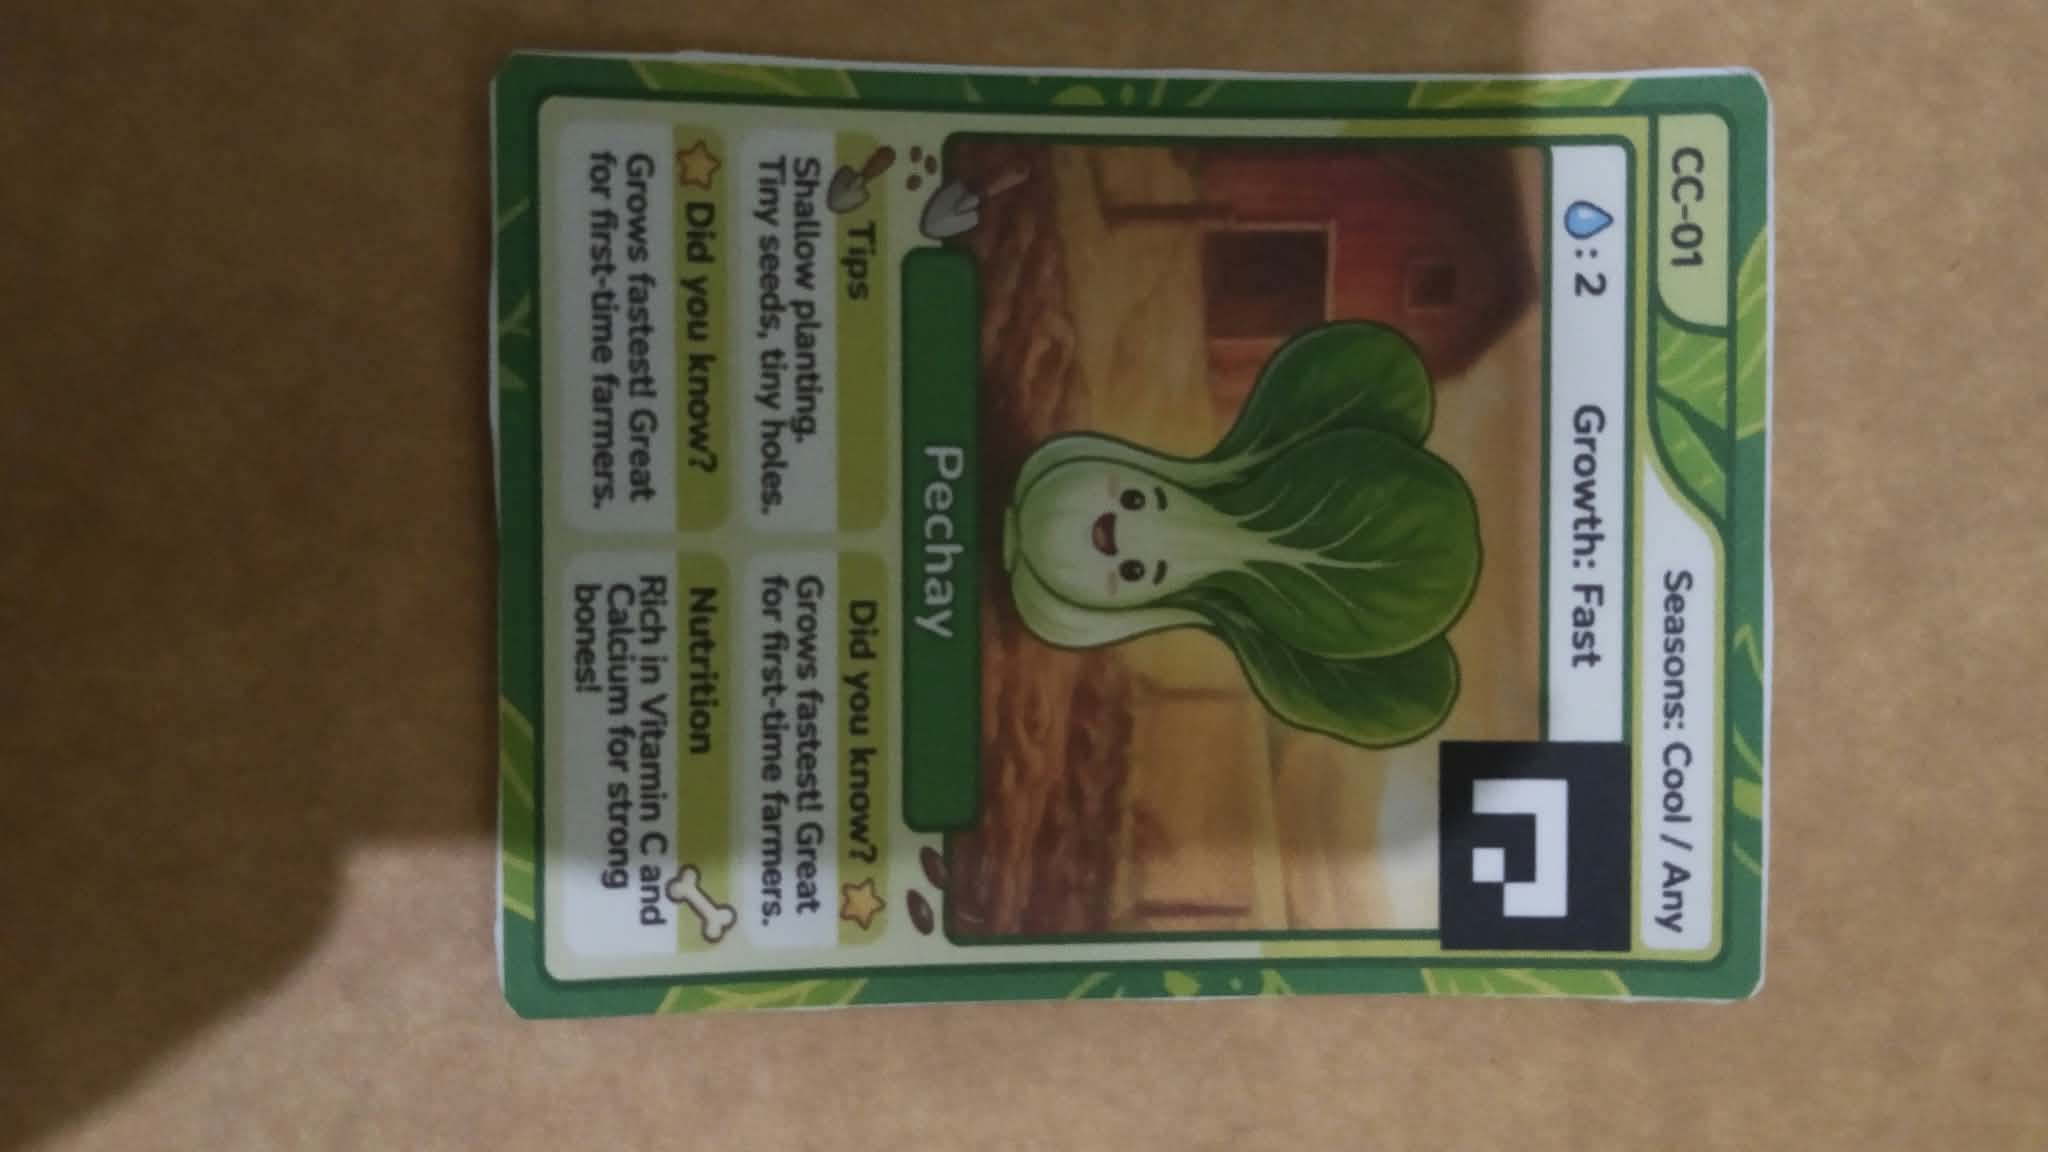 CC-01
Seasons: Cool / Any
: 2 Growth: Fast
Pechay
Tips
Shallow planting.
Tiny seeds, tiny holes.
Did you know?
Grows fastest! Great
for first-time farmers.
Did you know?
Grows fastest! Great
for first-time farmers.
Nutrition
Rich in Vitamin C and
Calcium for strong
bones!